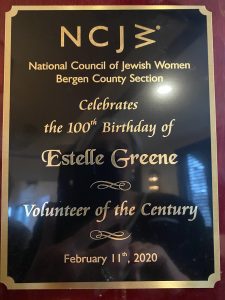 NCJW®
National Council of Jewish Women
Bergen County Section
Celebrates
the 100th Birthday of
Estelle Greene
Volunteer of the Century
February 11th, 2020